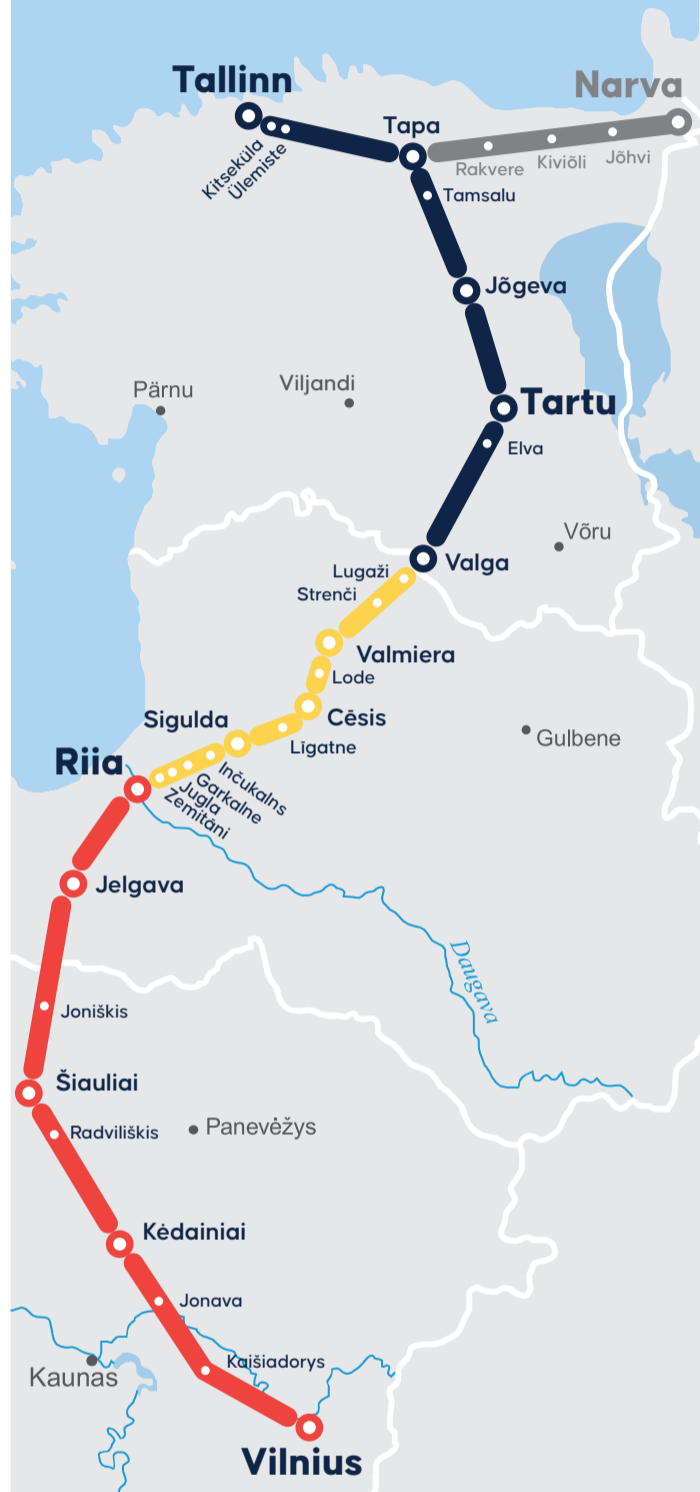 Tallinn
Narva
Tapa
Kitseküla
Ülemiste
Rakvere
Kiviõli
Jõhvi
Tamsalu
Jõgeva
Viljandi
Pärnu
Tartu
Elva
Võru
Valga
Lugaži
Strenči
Valmiera
Lode
Sigulda
Cēsis
Līgatne
Gulbene
Riia
Inčukalns
Garkalne
Jugla
Zemitāni
Jelgava
Daugava
Joniškis
Šiauliai
Radviliškis
Panevėžys
Kėdainiai
Jonava
Kaišiadorys
Kaunas
Vilnius